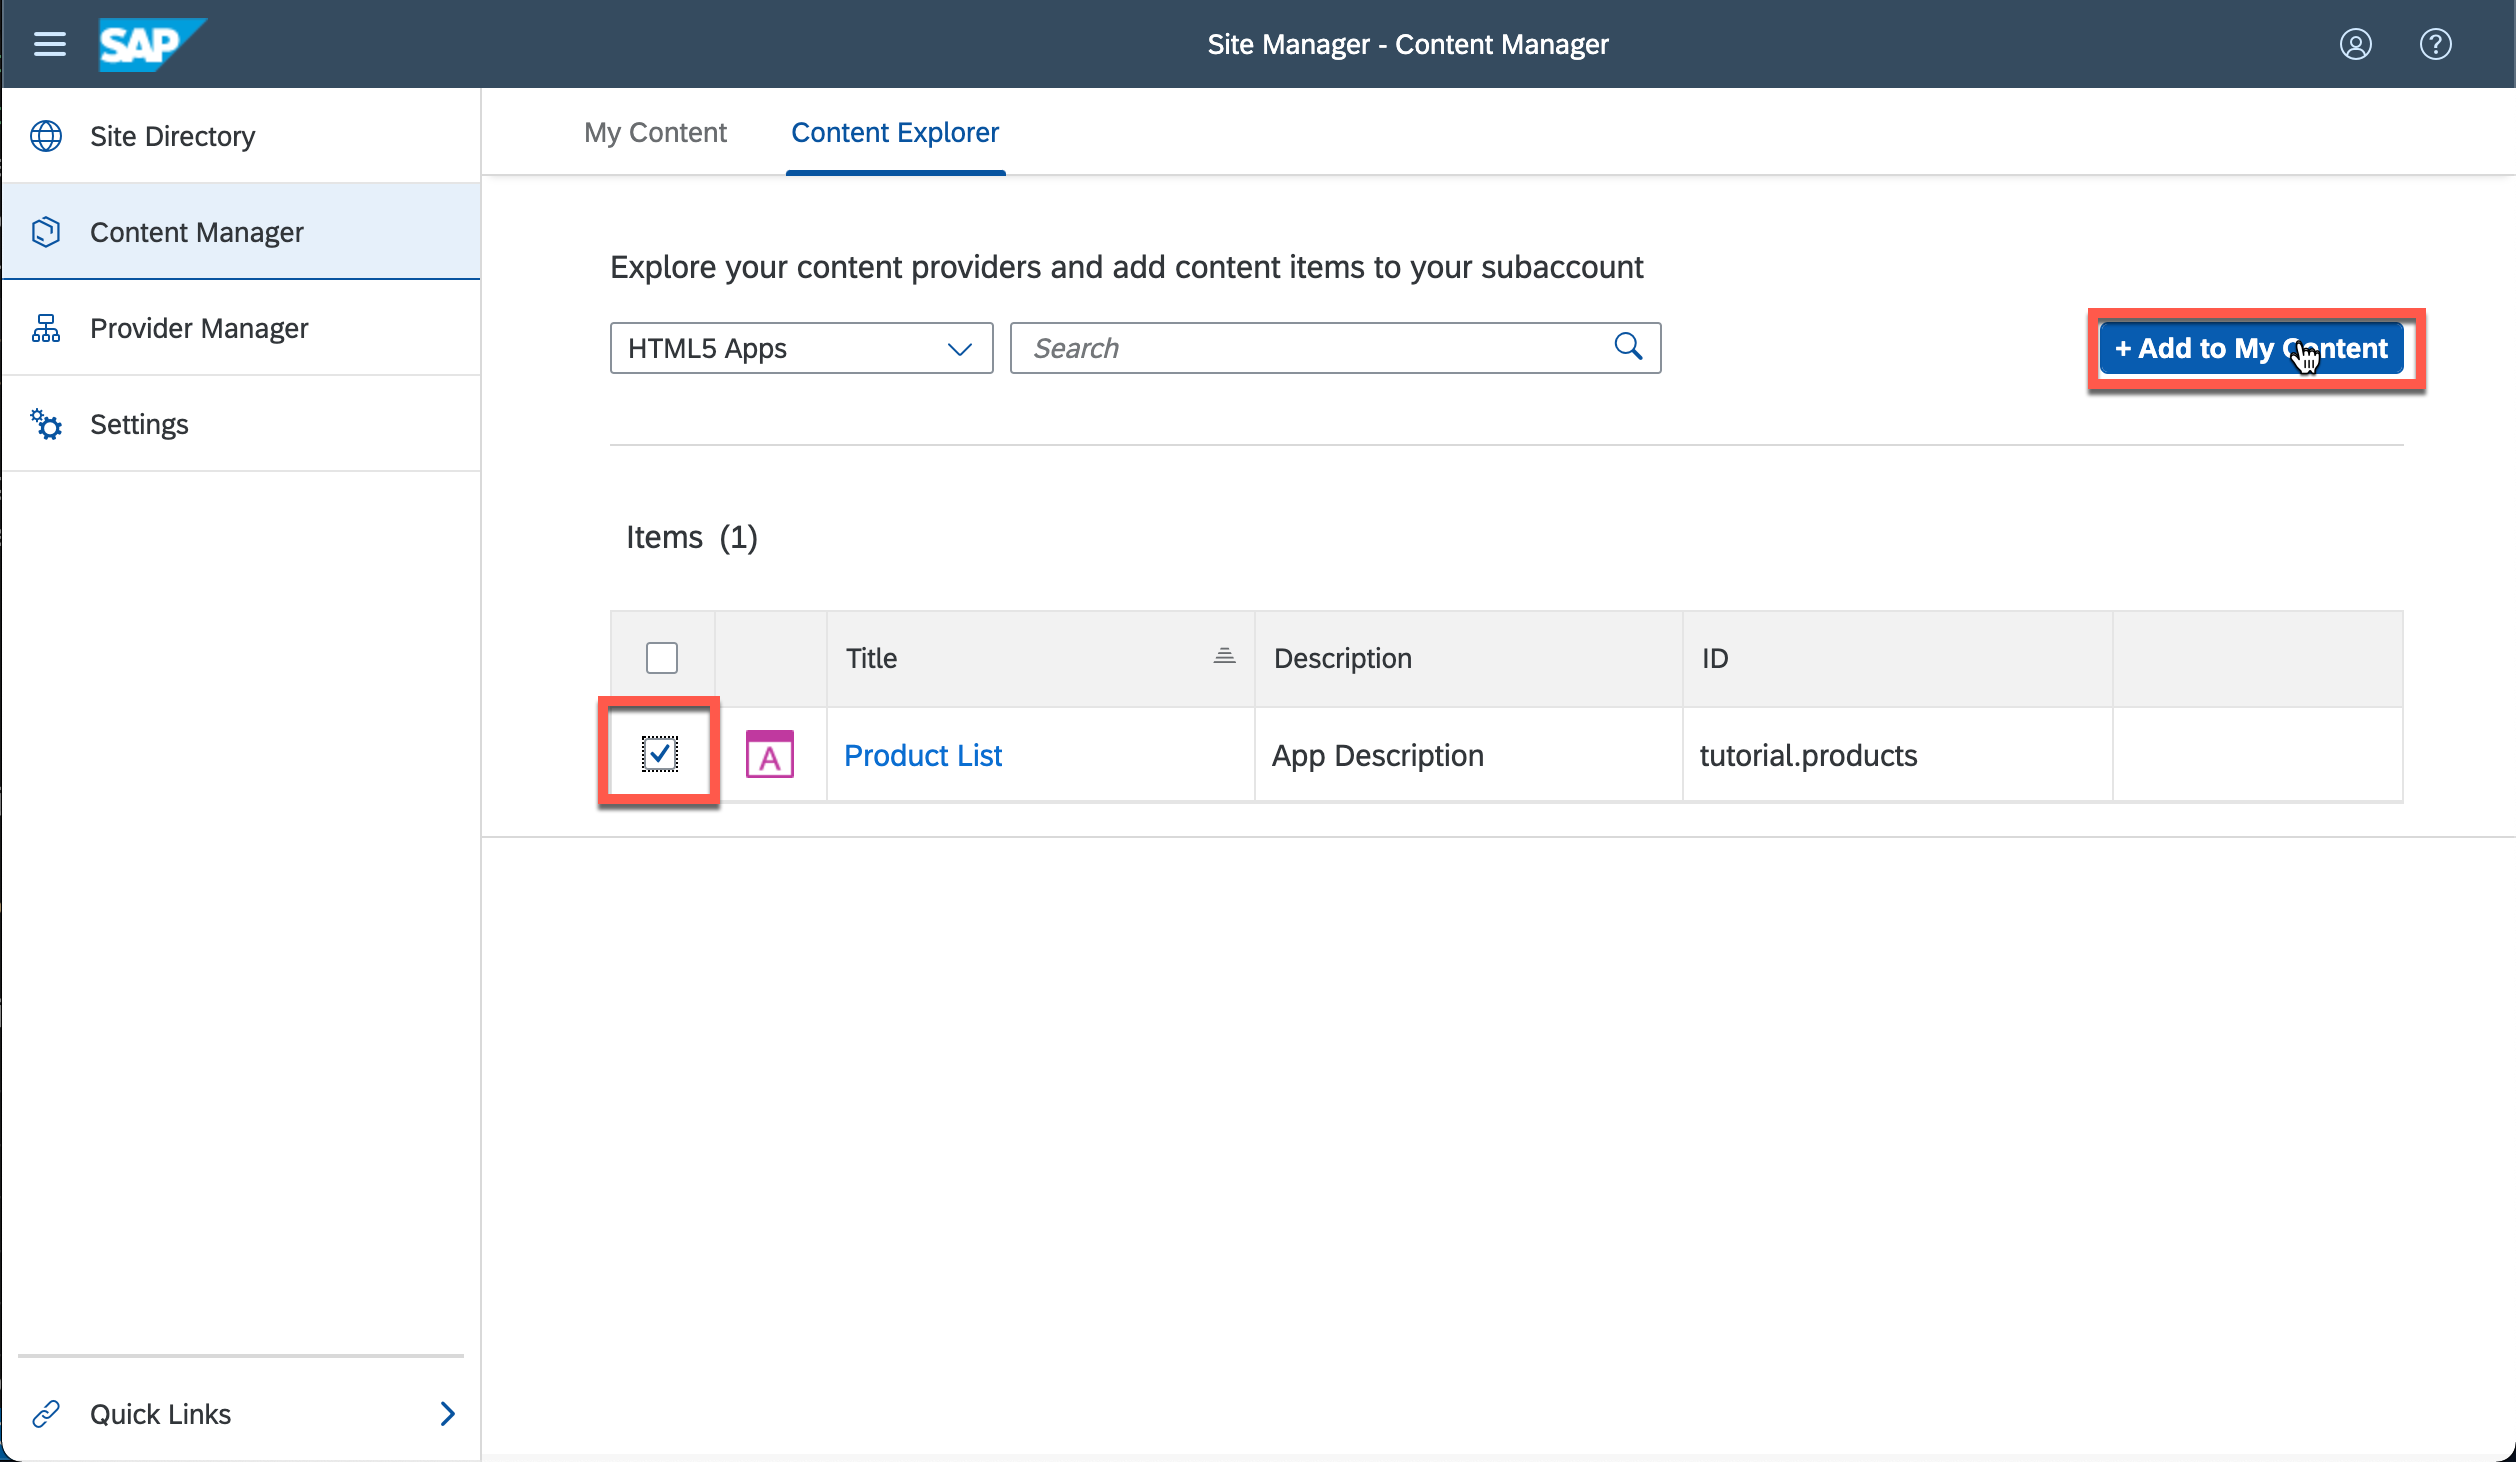 SAP
Site Manager - Content Manager
Site Directory
Content Manager
Provider Manager
Settings
My Content
Content Explorer
Explore your content providers and add content items to your subaccount
HTML5 Apps
Search
+ Add to My Content
Items (1)
Title
Description
ID
A
Product List
App Description
tutorial.products
Quick Links